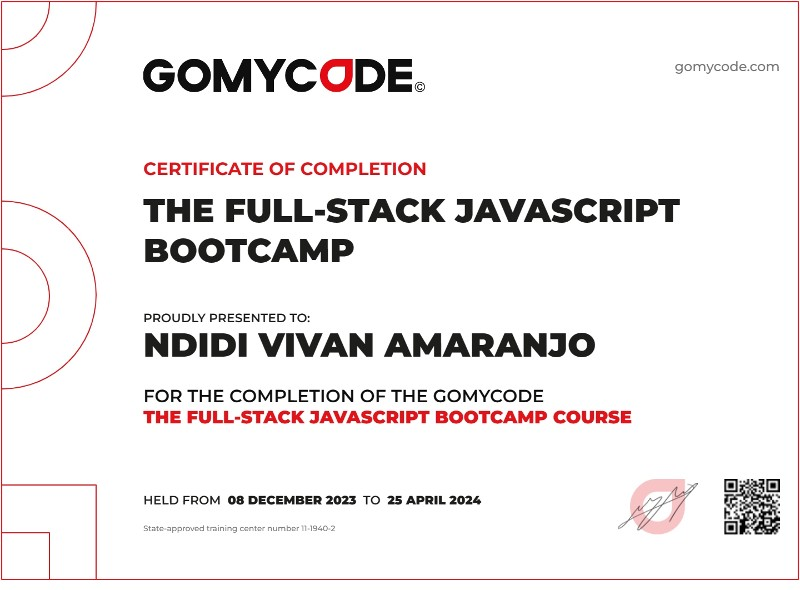 GOMYCODE©
gomycode.com
CERTIFICATE OF COMPLETION
THE FULL-STACK JAVASCRIPT
BOOTCAMP
PROUDLY PRESENTED TO:
NDIDI VIVAN AMARANJO
FOR THE COMPLETION OF THE GOMYCODE
THE FULL-STACK JAVASCRIPT BOOTCAMP COURSE
HELD FROM 08 DECEMBER 2023 TO 25 APRIL 2024
State-approved training center number 11-1940-2